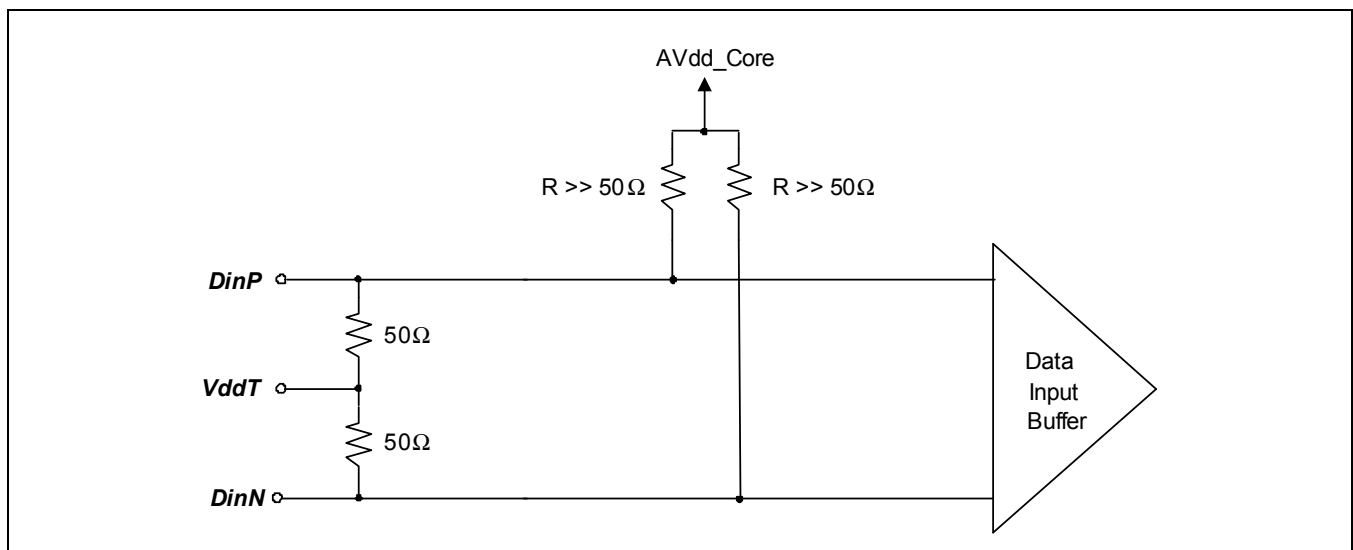 AVdd_Core
R >> 50Ω
R >> 50Ω
DinP
50Ω
VddT
50Ω
DinN
Data
Input
Buffer